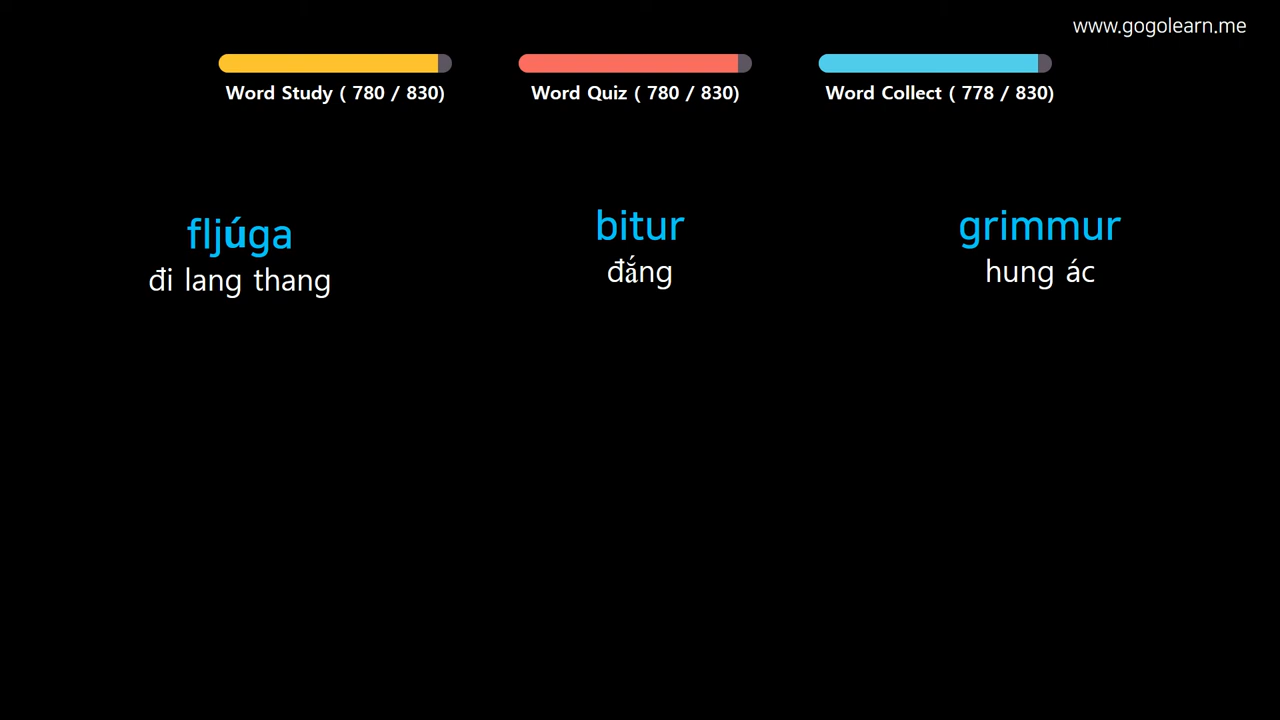 www.gogolearn.me
Word Study ( 780 / 830)
Word Quiz ( 780 / 830)
Word Collect ( 778 / 830)
fljúga
đi lang thang
bitur
đắng
grimmur
hung ác